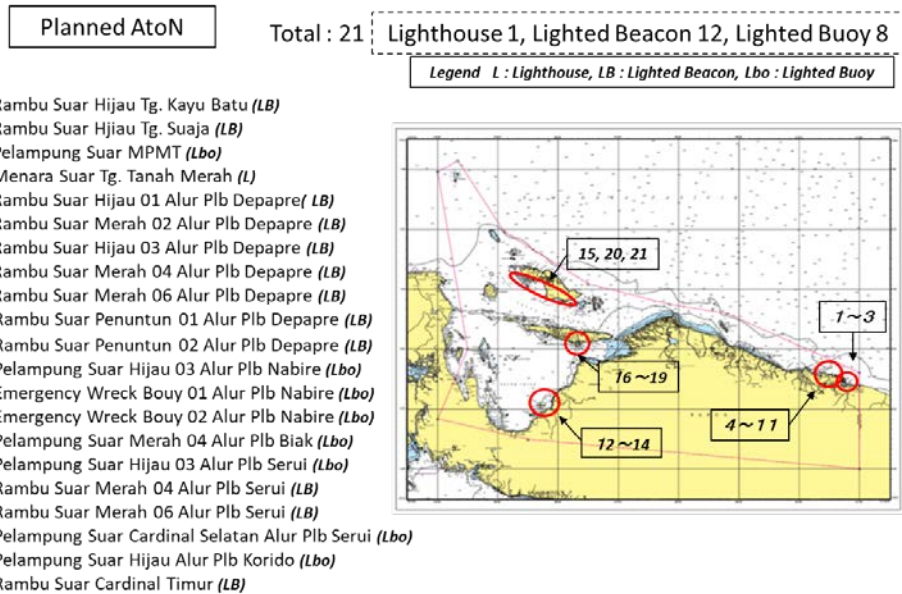 Planned AtoN
Total : 21
Lighthouse 1, Lighted Beacon 12, Lighted Buoy 8
Legend L : Lighthouse, LB : Lighted Beacon, Lbo : Lighted Buoy
Rambu Suar Hijau Tg. Kayu Batu (LB)
Rambu Suar Hjiau Tg. Suaja (LB)
Pelampung Suar MPMT (Lbo)
Menara Suar Tg. Tanah Merah (L)
Rambu Suar Hijau 01 Alur Plb Depapre( LB)
Rambu Suar Merah 02 Alur Plb Depapre (LB)
Rambu Suar Hijau 03 Alur Plb Depapre (LB)
Rambu Suar Merah 04 Alur Plb Depapre (LB)
Rambu Suar Merah 06 Alur Plb Depapre (LB)
Rambu Suar Penuntun 01 Alur Plb Depapre (LB)
Rambu Suar Penuntun 02 Alur Plb Depapre (LB)
Pelampung Suar Hijau 03 Alur Plb Nabire (Lbo)
Emergency Wreck Bouy 01 Alur Plb Nabire (Lbo)
Emergency Wreck Bouy 02 Alur Plb Nabire (Lbo)
Pelampung Suar Merah 04 Alur Plb Biak (Lbo)
Pelampung Suar Hijau 03 Alur Plb Serui (Lbo)
Rambu Suar Merah 04 Alur Plb Serui (LB)
Rambu Suar Merah 06 Alur Plb Serui (LB)
Pelampung Suar Cardinal Selatan Alur Plb Serui (Lbo)
Pelampung Suar Hijau Alur Plb Korido (Lbo)
Rambu Suar Cardinal Timur (LB)
15, 20, 21
1~3
16~19
4~11
12~14